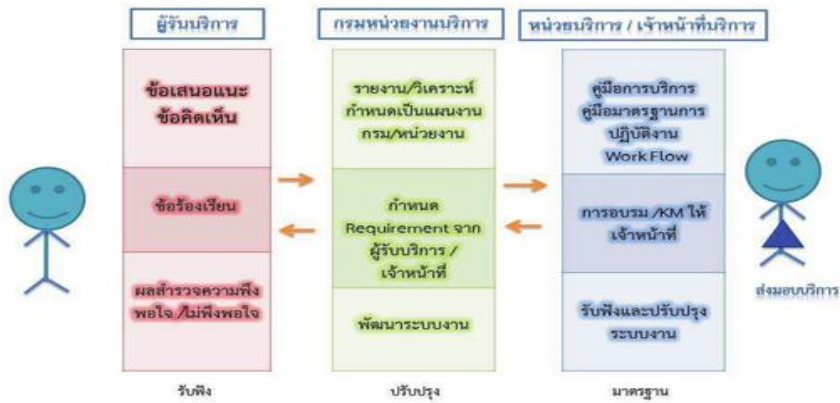 ผู้รับบริการ
ข้อเสนอแนะ
ข้อคิดเห็น
ข้อร้องเรียน
ผลสำรวจความพึง
พอใจ/ไม่พึงพอใจ
รับฟัง
กรมหน่วยงานบริการ
รายงาน/วิเคราะห์
กำหนดเป็นแผนงาน
กรม/หน่วยงาน
กำหนด
Requirement จาก
ผู้รับบริการ /
เจ้าหน้าที่
พัฒนาระบบงาน
ปรับปรุง
หน่วยบริการ / เจ้าหน้าที่บริการ
คู่มือการบริการ
คู่มือมาตรฐานการ
ปฏิบัติงาน
Work Flow
การอบรม /KM ให้
เจ้าหน้าที่
รับฟังและปรับปรุง
ระบบงาน
มาตรฐาน
ส่งมอบบริการ